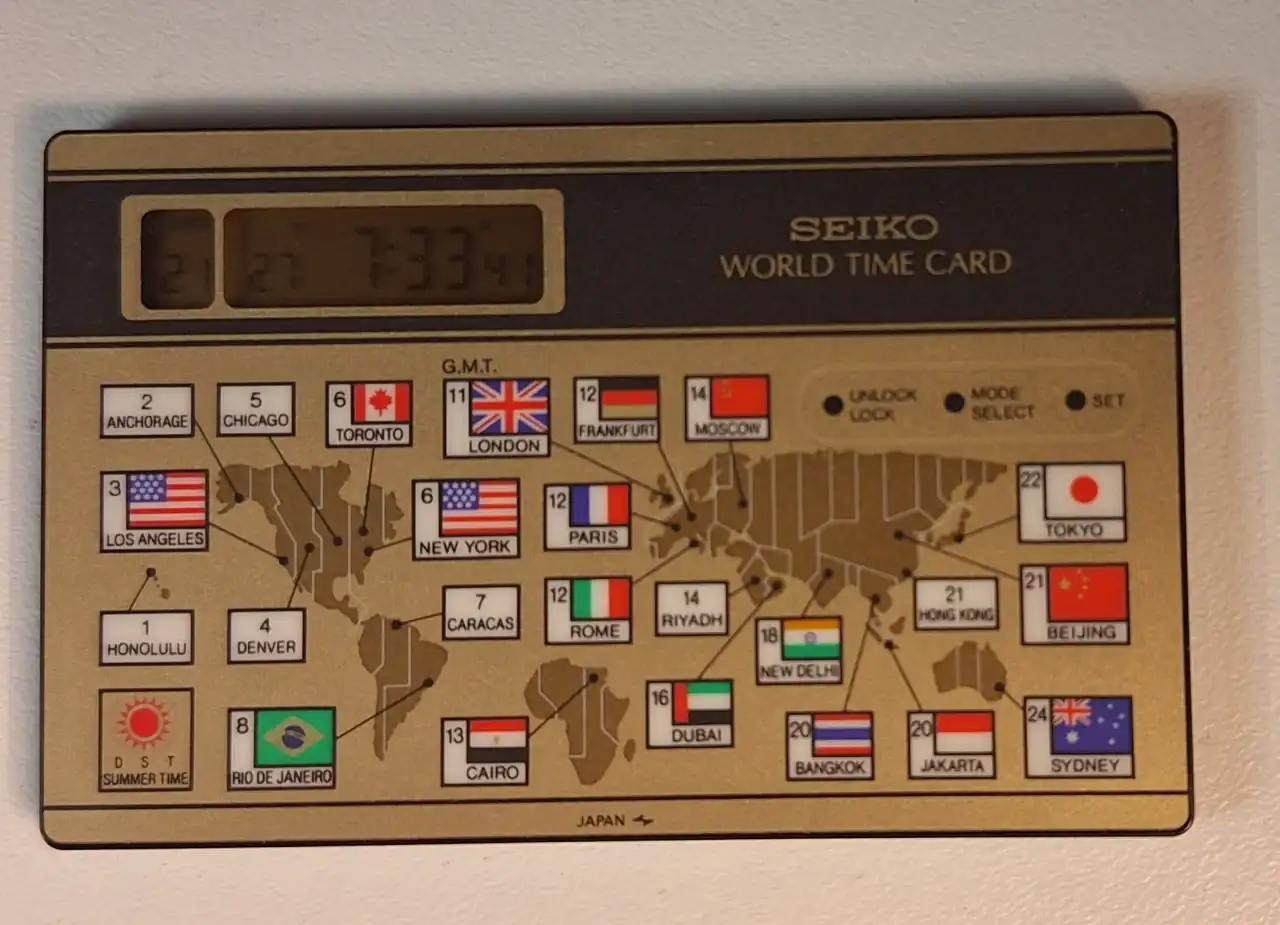 21 27 7:33 41
SEIKO
WORLD TIME CARD
G.M.T.
2
ANCHORAGE
5
CHICAGO
6
TORONTO
11
LONDON
12
FRANKFURT
14
MOSCOW
UNLOCK
LOCK
MODE
SELECT
SET
3
LOS ANGELES
6
NEW YORK
12
PARIS
22
TOKYO
1
HONOLULU
4
DENVER
7
CARACAS
12
ROME
14
RIYADH
18
NEW DELHI
21
HONG KONG
21
BEIJING
D S T
SUMMER TIME
8
RIO DE JANEIRO
13
CAIRO
16
DUBAI
20
BANGKOK
20
JAKARTA
24
SYDNEY
JAPAN